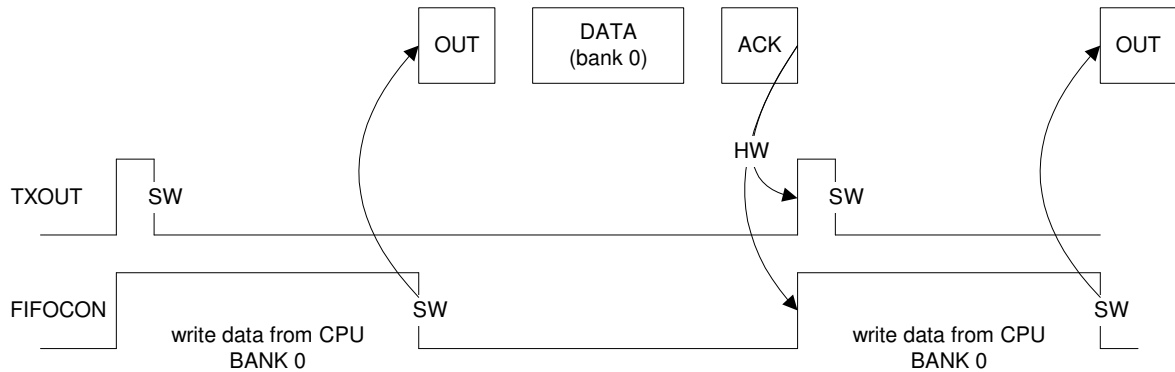 OUT
DATA
(bank 0)
ACK
OUT
HW
TXOUT
SW
SW
FIFOCON
SW
SW
write data from CPU
BANK 0
write data from CPU
BANK 0